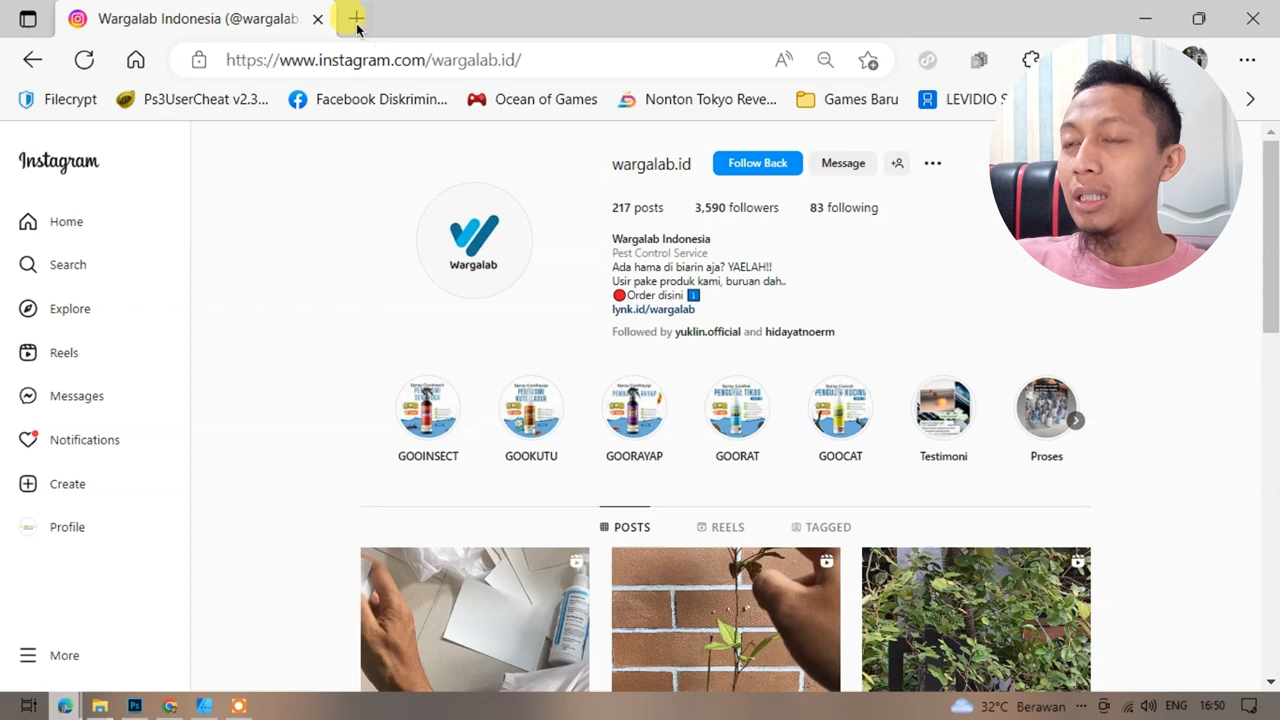 Wargalab Indonesia (@wargalab.
https://www.instagram.com/wargalab.id/
Filecrypt
Ps3UserCheat v2.3...
Facebook Diskrimin...
Ocean of Games
Nonton Tokyo Reve...
Games Baru
LEVIDIO S
Instagram
Home
Search
Explore
Reels
Messages
Notifications
Create
Profile
More
Wargalab
wargalab.id
Follow Back
Message
217 posts
3,590 followers
83 following
Wargalab Indonesia
Pest Control Service
Ada hama di biarin aja? YAELAH!!
Usir pake produk kami, buruan dah..
🔴Order disini
lynk.id/wargalab
Followed by yuklin.official and hidayatnoerm
GOOINSECT
GOOKUTU
GOORAYAP
GOORAT
GOOCAT
Testimoni
Proses
POSTS
REELS
TAGGED
32°C Berawan
ENG
16:50